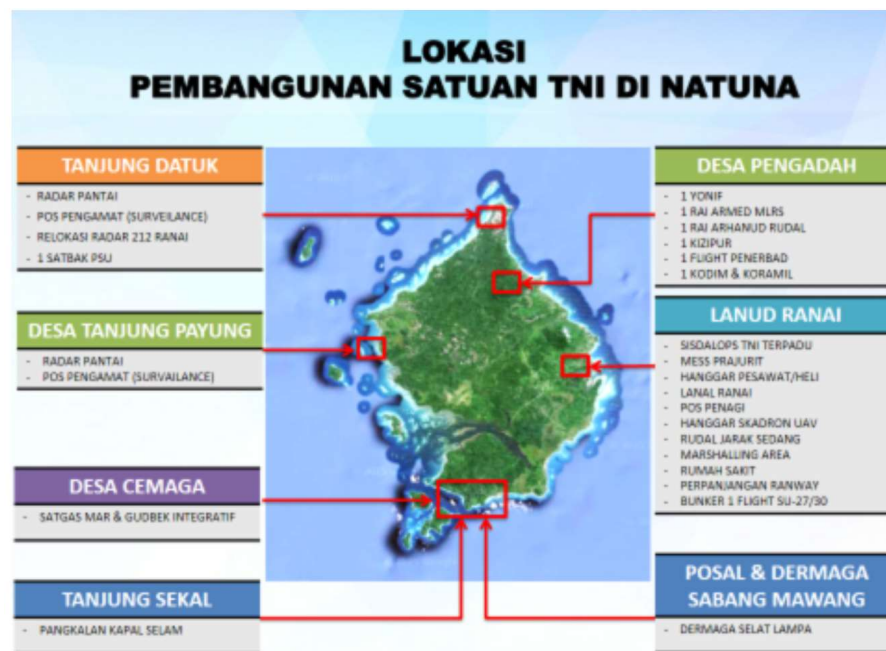 LOKASI
PEMBANGUNAN SATUAN TNI DI NATUNA
TANJUNG DATUK
- RADAR PANTAI
- POS PENGAMAT (SURVEILANCE)
- RELOKASI RADAR 212 RANAI
- 1 SATBAK PSU
DESA TANJUNG PAYUNG
- RADAR PANTAI
- POS PENGAMAT (SURVAILANCE)
DESA CEMAGA
- SATGAS MAR & GUDBEK INTEGRATIF
TANJUNG SEKAL
- PANGKALAN KAPAL SELAM
DESA PENGADAH
- 1 YONIF
- 1 RAI ARMED MLRS
- 1 RAI ARHANUD RUDAL
- 1 KIZIPUR
- 1 FLIGHT PENERBAD
- 1 KODIM & KORAMIL
LANUD RANAI
- SISDALOPS TNI TERPADU
- MESS PRAJURIT
- HANGGAR PESAWAT/HELI
- LANAL RANAI
- POS PENAGI
- HANGGAR SKADRON UAV
- RUDAL JARAK SEDANG
- MARSHALLING AREA
- RUMAH SAKIT
- PERPANJANGAN RANWAY
- BUNKER 1 FLIGHT SU-27/30
POSAL & DERMAGA
SABANG MAWANG
- DERMAGA SELAT LAMPA